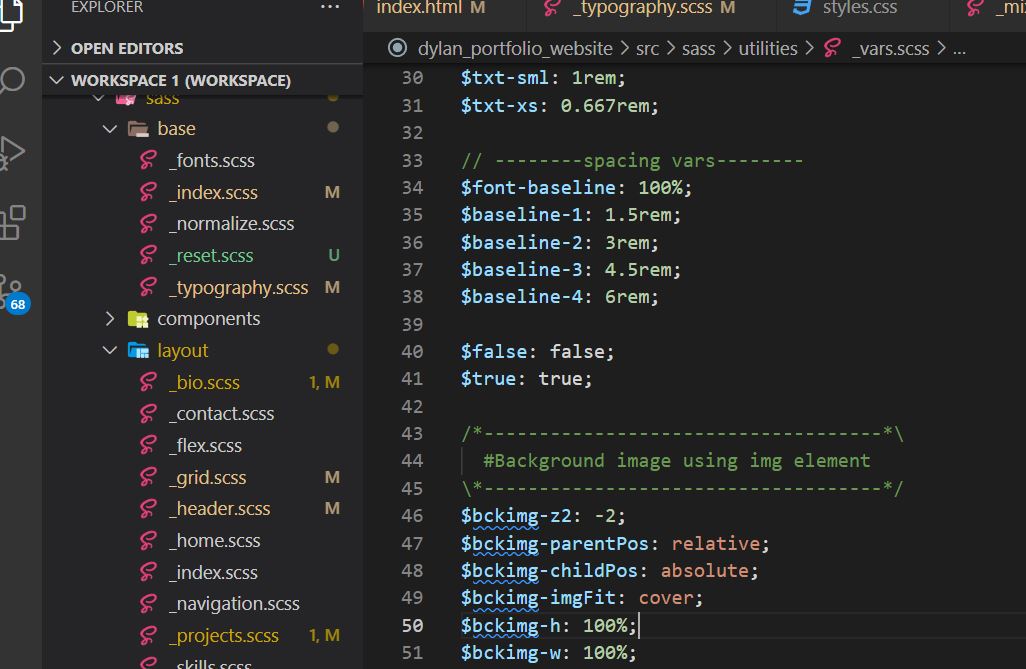 EXPLORER ...
OPEN EDITORS
WORKSPACE 1 (WORKSPACE)
sass
base
_fonts.scss
_index.scss M
_normalize.scss
_reset.scss U
_typography.scss M
components
layout
_bio.scss 1, M
_contact.scss
_flex.scss
_grid.scss M
_header.scss M
_home.scss
_index.scss
_navigation.scss
_projects.scss 1, M
_skills.scss
68
index.html M _typography.scss M styles.css
dylan_portfolio_website > src > sass > utilities > _vars.scss > ...
30 $txt-sml: 1rem;
31 $txt-xs: 0.667rem;
32
33 // --------spacing vars--------
34 $font-baseline: 100%;
35 $baseline-1: 1.5rem;
36 $baseline-2: 3rem;
37 $baseline-3: 4.5rem;
38 $baseline-4: 6rem;
39
40 $false: false;
41 $true: true;
42
43 /*------------------------------------*\
44 #Background image using img element
45 \*------------------------------------*/
46 $bckimg-z2: -2;
47 $bckimg-parentPos: relative;
48 $bckimg-childPos: absolute;
49 $bckimg-imgFit: cover;
50 $bckimg-h: 100%;
51 $bckimg-w: 100%;